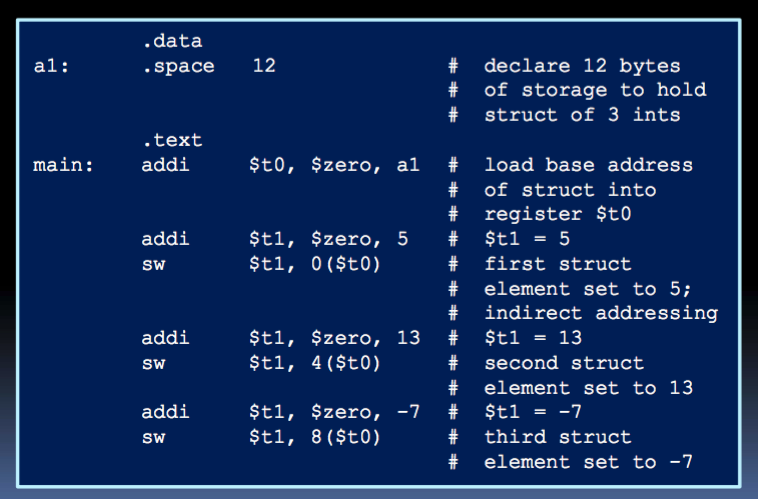 .data
a1: .space 12 # declare 12 bytes
# of storage to hold
# struct of 3 ints
.text
main: addi $t0, $zero, a1 # load base address
# of struct into
# register $t0
addi $t1, $zero, 5 # $t1 = 5
sw $t1, 0($t0) # first struct
# element set to 5;
# indirect addressing
addi $t1, $zero, 13 # $t1 = 13
sw $t1, 4($t0) # second struct
# element set to 13
addi $t1, $zero, -7 # $t1 = -7
sw $t1, 8($t0) # third struct
# element set to -7